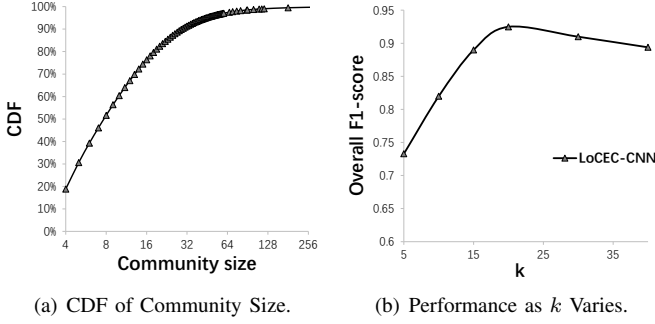 100%
90%
80%
70%
60%
50%
40%
30%
20%
10%
0%
CDF
4 8 16 32 64 128 256
Community size
0.95
0.9
0.85
0.8
0.75
0.7
0.65
0.6
Overall F1-score
LoCEC-CNN
5 15 25 35
k
(a) CDF of Community Size.
(b) Performance as k Varies.